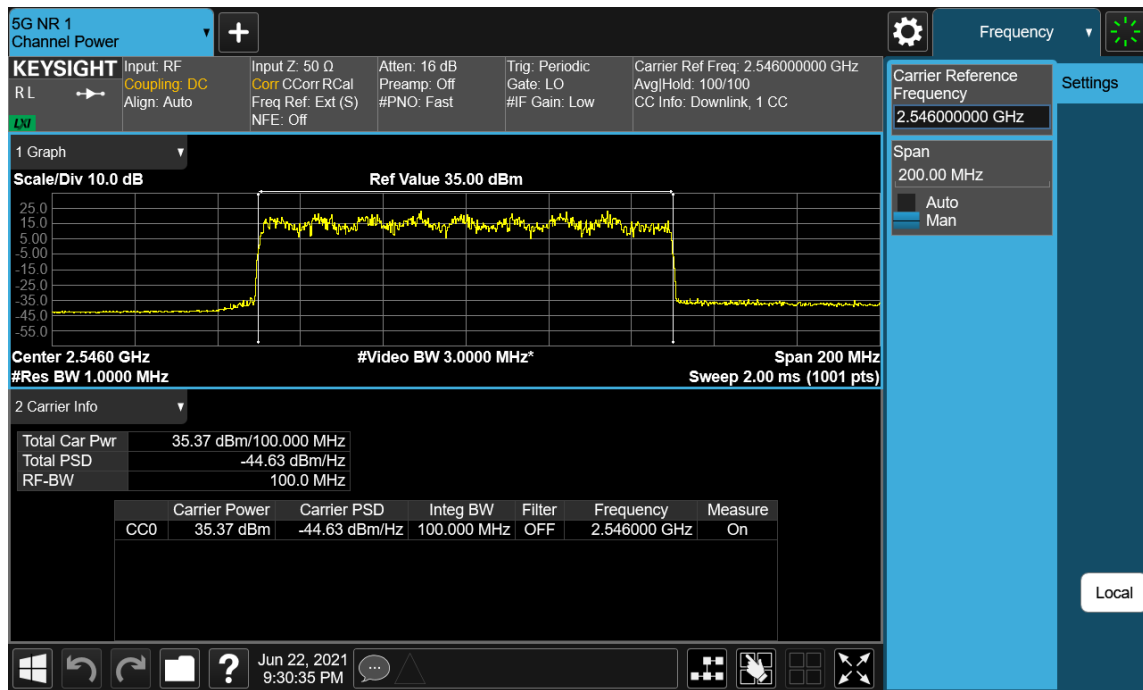 5G NR 1
Channel Power
+
Frequency
KEYSIGHT
R L
LXI
Input: RF
Coupling: DC
Align: Auto
Input Z: 50 Ω
Corr CCorr RCal
Freq Ref: Ext (S)
NFE: Off
Atten: 16 dB
Preamp: Off
#PNO: Fast
Trig: Periodic
Gate: LO
#IF Gain: Low
Carrier Ref Freq: 2.546000000 GHz
Avg|Hold: 100/100
CC Info: Downlink, 1 CC
Carrier Reference
Frequency
2.546000000 GHz
Settings
Span
200.00 MHz
Auto
Man
1 Graph
Scale/Div 10.0 dB
Ref Value 35.00 dBm
25.0
15.0
5.00
-5.00
-15.0
-25.0
-35.0
-45.0
-55.0
Center 2.5460 GHz
#Video BW 3.0000 MHz*
Span 200 MHz
#Res BW 1.0000 MHz
Sweep 2.00 ms (1001 pts)
2 Carrier Info
Total Car Pwr 35.37 dBm/100.000 MHz
Total PSD -44.63 dBm/Hz
RF-BW 100.0 MHz
Carrier Power Carrier PSD Integ BW Filter Frequency Measure
CC0 35.37 dBm -44.63 dBm/Hz 100.000 MHz OFF 2.546000 GHz On
Local
?
Jun 22, 2021
9:30:35 PM